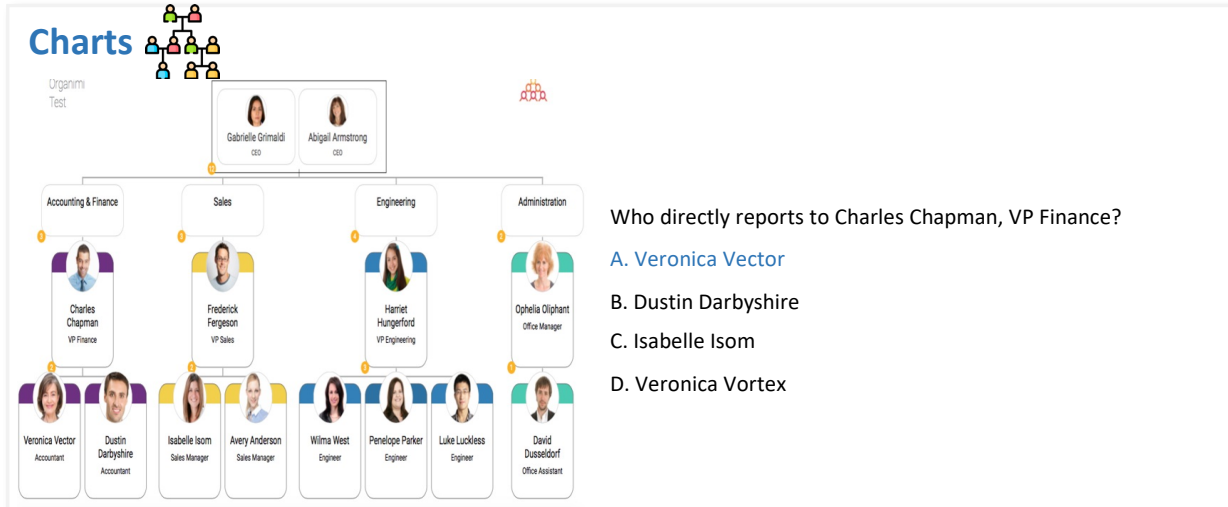 Charts
Organimi
Test
Gabrielle Grimaldi
CEO
Abigail Armstrong
CEO
Accounting & Finance
Sales
Engineering
Administration
Charles
Chapman
VP Finance
Frederick
Fergeson
VP Sales
Harriet
Hungerford
VP Engineering
Ophelia Oliphant
Office Manager
Veronica Vector
Accountant
Dustin
Darbyshire
Accountant
Isabelle Isom
Sales Manager
Avery Anderson
Sales Manager
Wilma West
Engineer
Penelope Parker
Engineer
Luke Luckless
Engineer
David
Dusseldorf
Office Assistant
Who directly reports to Charles Chapman, VP Finance?
A. Veronica Vector
B. Dustin Darbyshire
C. Isabelle Isom
D. Veronica Vortex